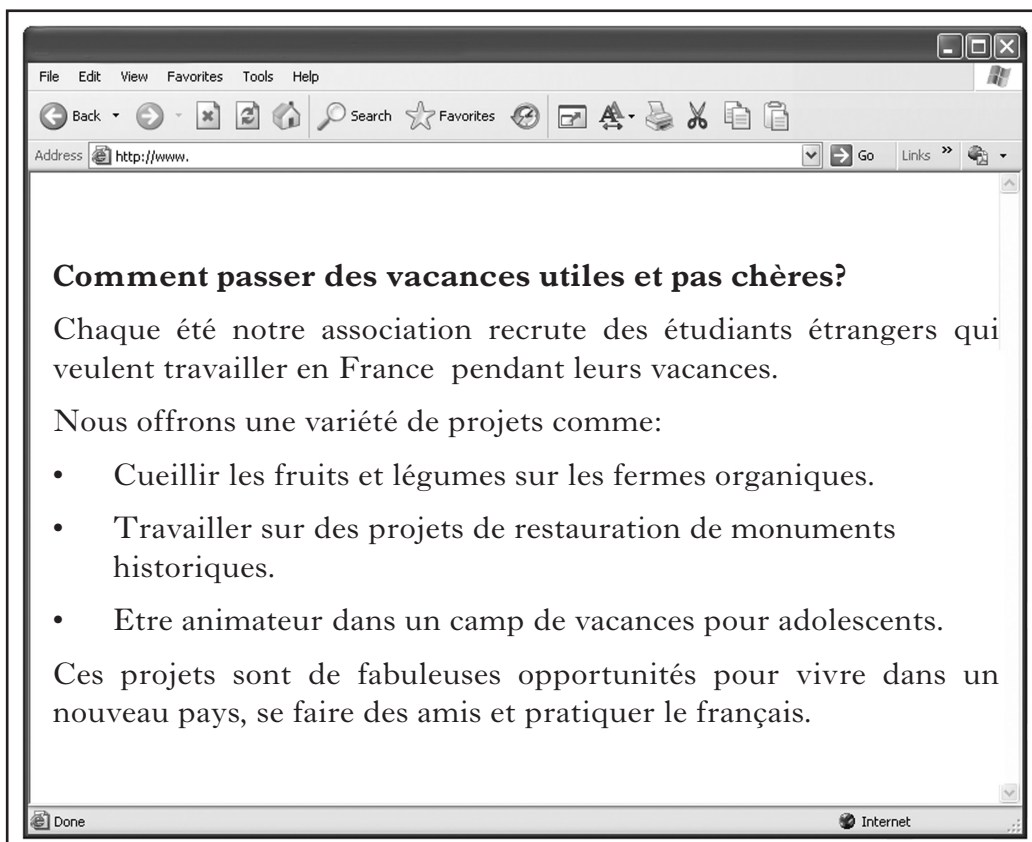 File Edit View Favorites Tools Help
Back Search Favorites
Address http://www. Go Links »
Comment passer des vacances utiles et pas chères?
Chaque été notre association recrute des étudiants étrangers qui
veulent travailler en France pendant leurs vacances.
Nous offrons une variété de projets comme:
• Cueillir les fruits et légumes sur les fermes organiques.
• Travailler sur des projets de restauration de monuments
historiques.
• Etre animateur dans un camp de vacances pour adolescents.
Ces projets sont de fabuleuses opportunités pour vivre dans un
nouveau pays, se faire des amis et pratiquer le français.
Done Internet